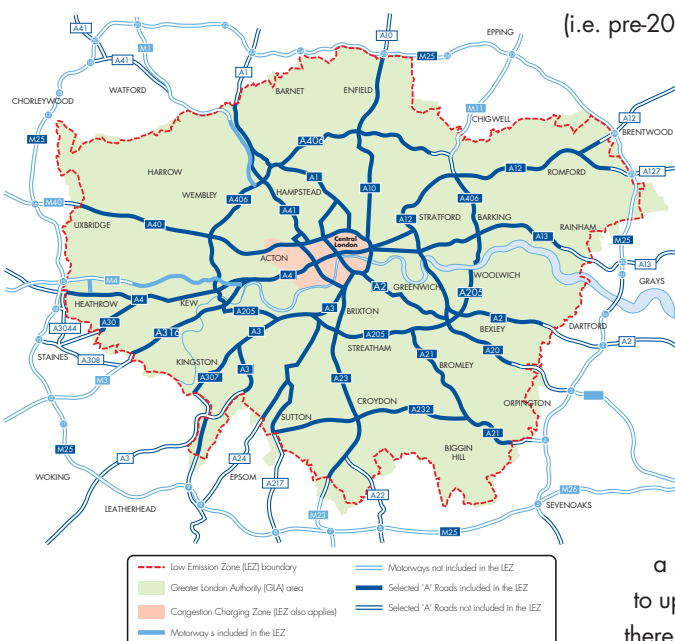 (i.e. pre-20
A41
M1
A10
EPPING
A41
A1
M25
WATFORD
BARNET
ENFIELD
M11
CHORLEYWOOD
CHIGWELL
A12
BRENTWOOD
M25
A406
HARROW
A12
ROMFORD
A127
WEMBLEY
A406
HAMPSTEAD
A1
A10
A406
M40
A41
A12
STRATFORD
BARKING
UXBRIDGE
A40
RAINHAM
Central
London
A13
M25
ACTON
A13
M4
A4
WOOLWICH
GRAYS
HEATHROW
A4
KEW
A2
GREENWICH
A205
A30
A205
A3
BRIXTON
A2
A3044
A316
A3
A205
BEXLEY
DARTFORD
STAINES
A308
STREATHAM
A20
A2
M3
KINGSTON
A21
A307
A3
A23
BROMLEY
CROYDON
ORPINGTON
SUTTON
A232
A21
M25
A3
A24
BIGGIN
HILL
WOKING
EPSOM
A217
A22
M26
LEATHERHEAD
M23
M25
SEVENOAKS
Low Emission Zone (LEZ) boundary
Greater London Authority (GLA) area
Congestion Charging Zone (LEZ also applies)
Motorway s included in the LEZ
Motorways not included in the LEZ
Selected 'A' Roads included in the LEZ
Selected 'A' Roads not included in the LEZ
a
to up
there